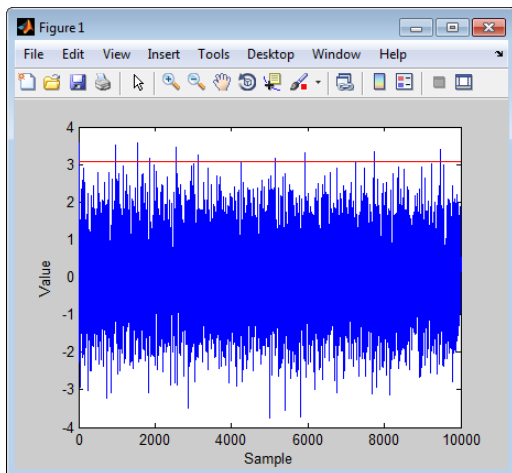 Figure 1
File Edit View Insert Tools Desktop Window Help
4
3
2
1
0
-1
-2
-3
-4
Value
0 2000 4000 6000 8000 10000
Sample